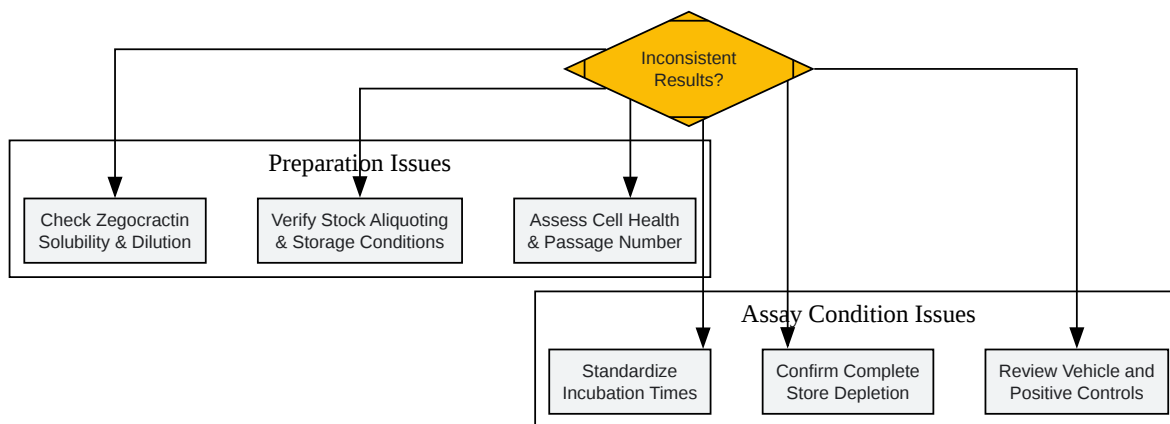 Inconsistent
Results?
Preparation Issues
Check Zegocractin
Solubility & Dilution
Verify Stock Aliquoting
& Storage Conditions
Assess Cell Health
& Passage Number
Assay Condition Issues
Standardize
Incubation Times
Confirm Complete
Store Depletion
Review Vehicle and
Positive Controls